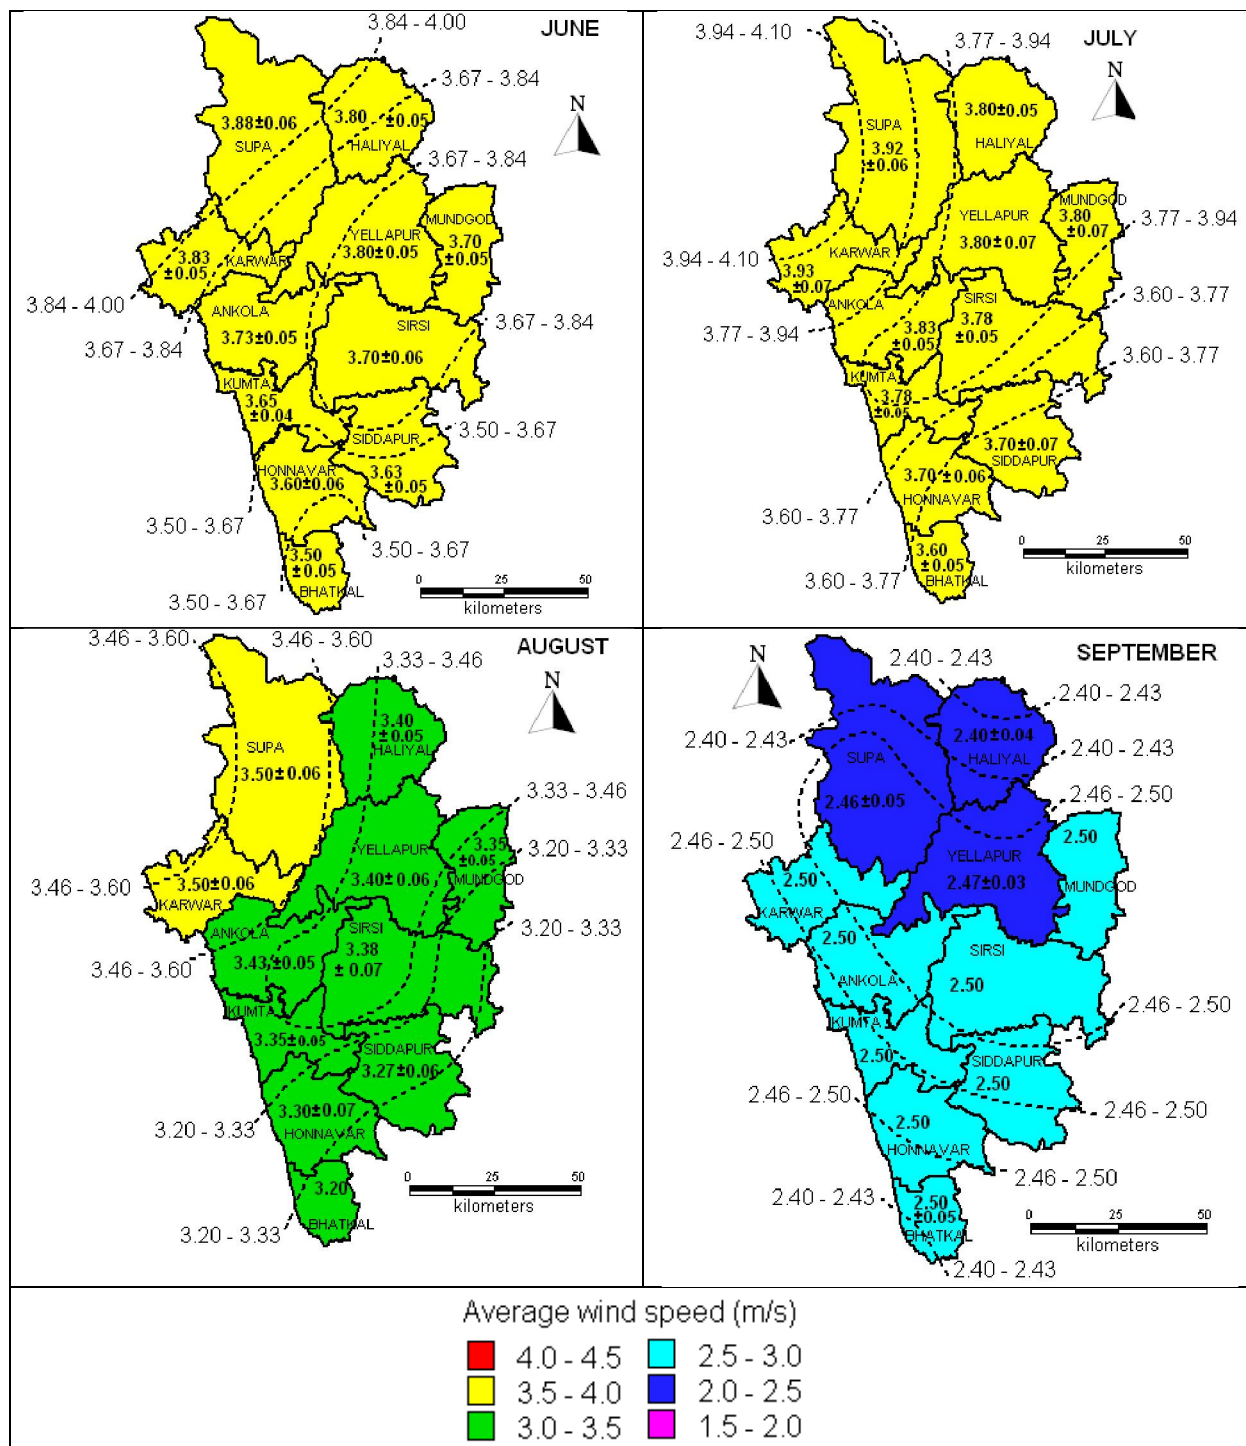 JUNE
3.84 - 4.00
3.67 - 3.84
N
3.88±0.06
SUPA
3.80 ±0.05
HALIYAL
3.67 - 3.84
MUNDGOD
3.70
±0.05
YELLAPUR
3.80±0.05
3.83
±0.05
KARWAR
3.84 - 4.00
ANKOLA
3.73±0.05
3.67 - 3.84
SIRSI
3.70±0.06
3.67 - 3.84
KUMTA
3.65
±0.04
SIDDAPUR
3.63
±0.05
3.50 - 3.67
HONNAVAR
3.60±0.06
3.50 - 3.67
3.50 - 3.67
3.50
±0.05
BHATKAL
3.50 - 3.67
0 25 50
kilometers
JULY
3.94 - 4.10
3.77 - 3.94
N
SUPA
3.92
±0.06
3.80±0.05
HALIYAL
MUNDGOD
3.80
±0.07
3.77 - 3.94
YELLAPUR
3.80±0.07
KARWAR
3.93
±0.07
3.94 - 4.10
ANKOLA
3.83
±0.05
3.77 - 3.94
SIRSI
3.78
±0.05
3.60 - 3.77
3.60 - 3.77
KUMTA
3.78
±0.05
3.70±0.07
SIDDAPUR
3.70±0.06
HONNAVAR
3.60 - 3.77
3.60
±0.05
BHATKAL
3.60 - 3.77
0 25 50
kilometers
AUGUST
3.46 - 3.60
3.46 - 3.60
3.33 - 3.46
N
3.40
±0.05
HALIYAL
SUPA
3.50±0.06
3.33 - 3.46
3.20 - 3.33
3.35
±0.05
MUNDGOD
YELLAPUR
3.40±0.06
3.46 - 3.60
3.50±0.06
KARWAR
3.20 - 3.33
ANKOLA
3.43±0.05
3.46 - 3.60
SIRSI
3.38
±0.07
KUMTA
3.35±0.05
SIDDAPUR
3.27±0.06
3.20 - 3.33
3.30±0.07
HONNAVAR
3.20
BHATKAL
3.20 - 3.33
0 25 50
kilometers
SEPTEMBER
N
2.40 - 2.43
2.40 - 2.43
2.40 - 2.43
2.40±0.04
HALIYAL
2.40 - 2.43
SUPA
2.46±0.05
2.46 - 2.50
2.46 - 2.50
2.50
MUNDGOD
YELLAPUR
2.47±0.03
2.50
KARWAR
2.50
ANKOLA
SIRSI
2.50
2.46 - 2.50
KUMTA
2.50
SIDDAPUR
2.50
2.46 - 2.50
2.46 - 2.50
2.50
HONNAVAR
2.46 - 2.50
2.40 - 2.43
2.50
±0.05
BHATKAL
2.40 - 2.43
0 25 50
kilometers
Average wind speed (m/s)
4.0 - 4.5 2.5 - 3.0
3.5 - 4.0 2.0 - 2.5
3.0 - 3.5 1.5 - 2.0